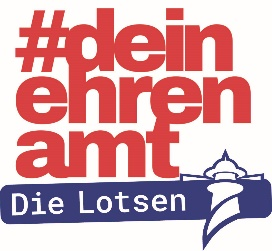 #dein
ehren
amt
Die Lotsen